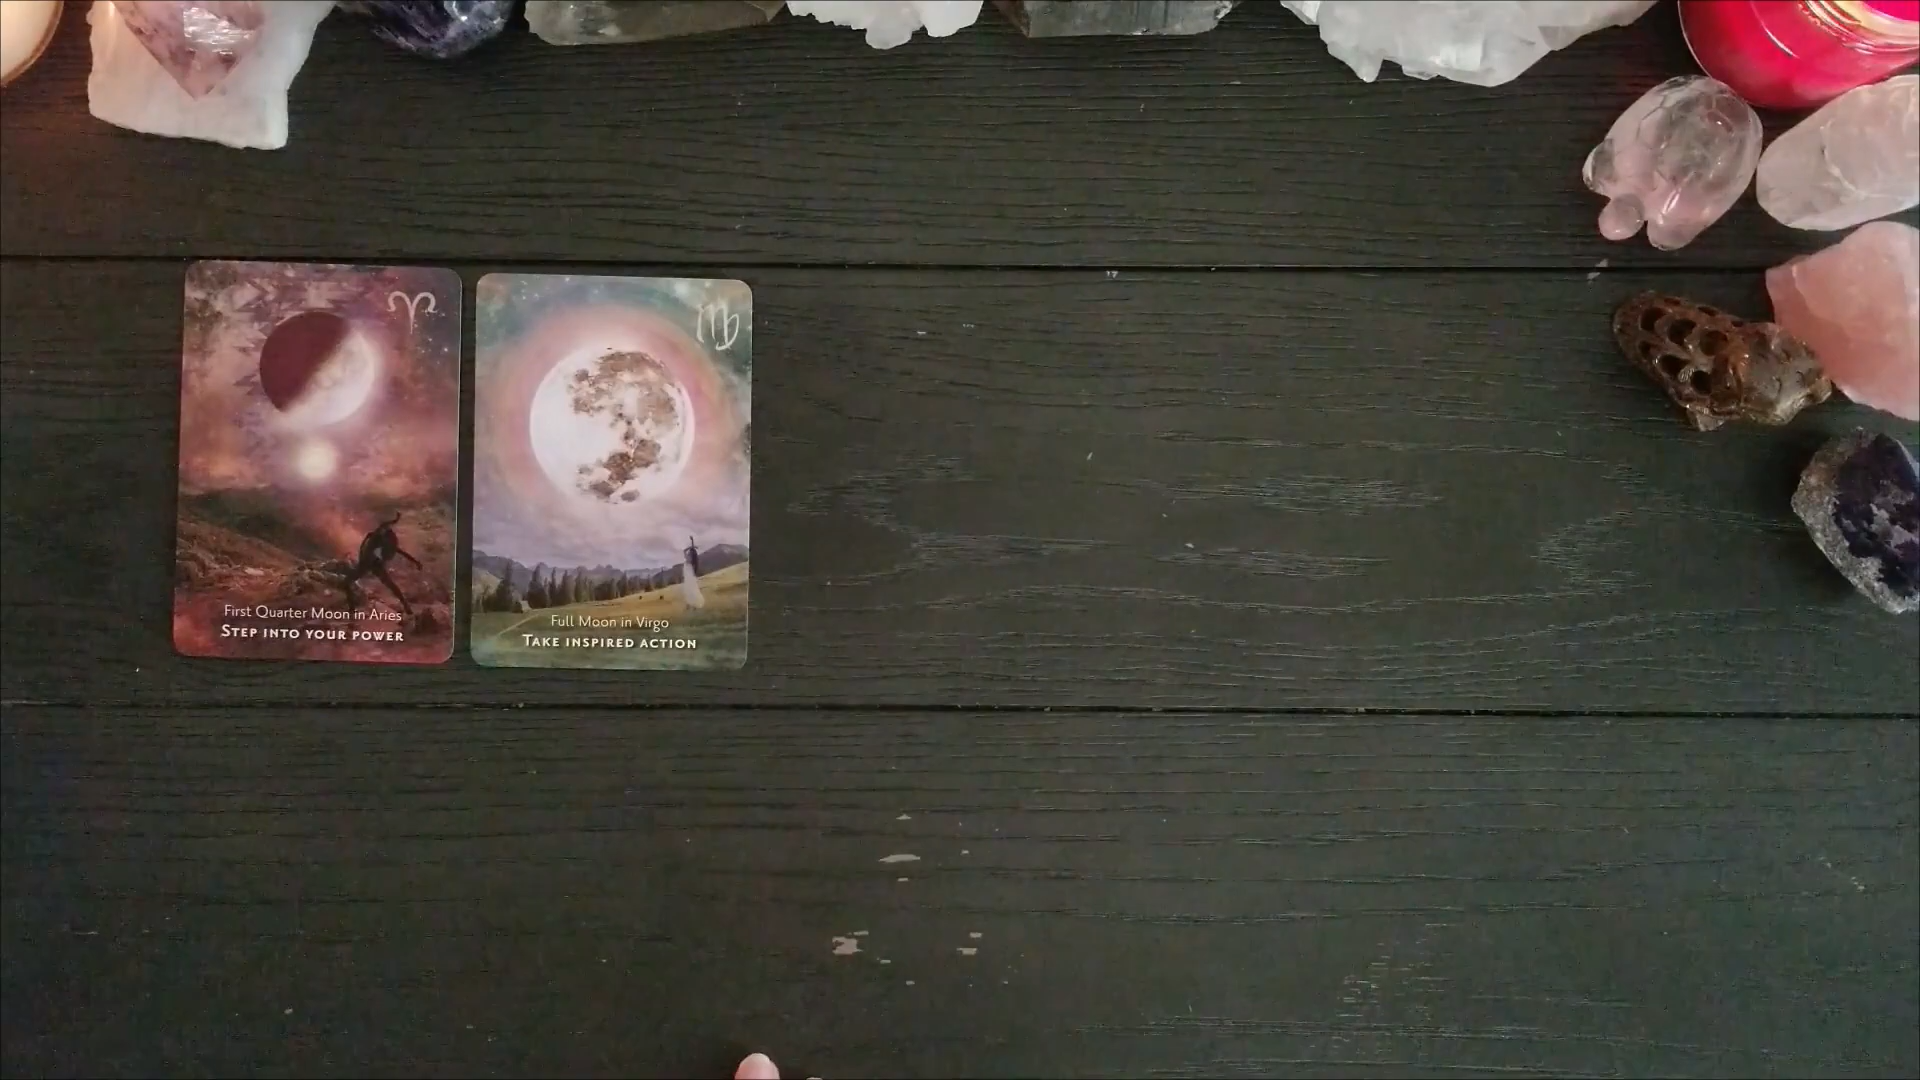 First Quarter Moon in Aries
STEP INTO YOUR POWER
Full Moon in Virgo
TAKE INSPIRED ACTION